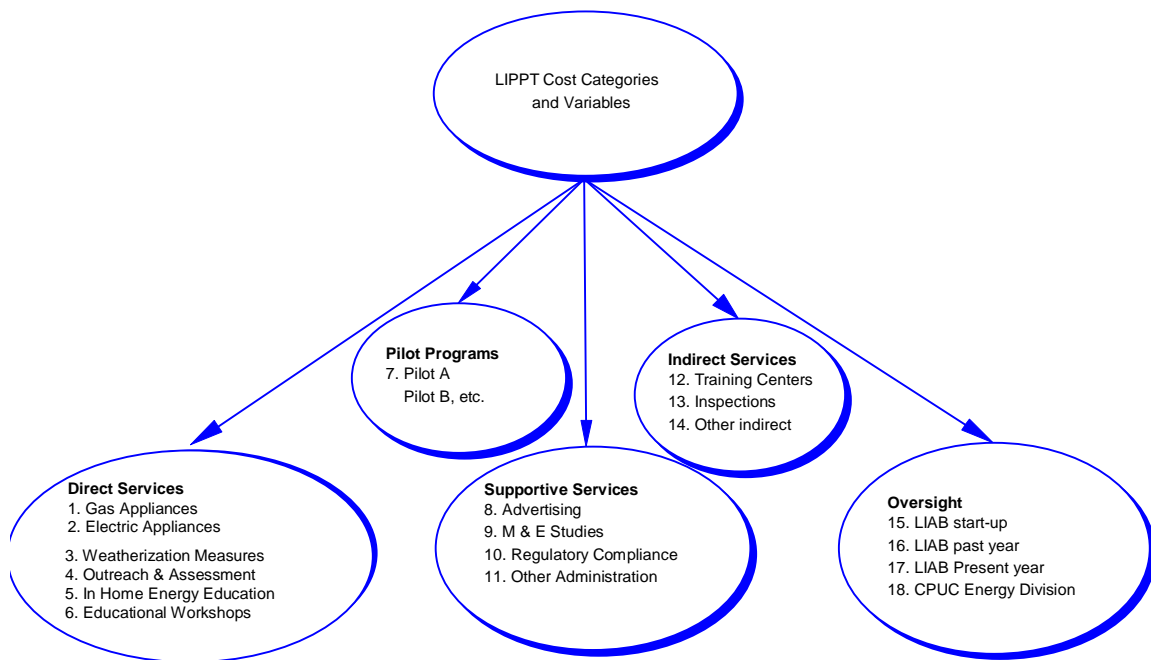 LIPPT Cost Categories
and Variables
Pilot Programs
7. Pilot A
Pilot B, etc.
Indirect Services
12. Training Centers
13. Inspections
14. Other indirect
Direct Services
1. Gas Appliances
2. Electric Appliances
3. Weatherization Measures
4. Outreach & Assessment
5. In Home Energy Education
6. Educational Workshops
Supportive Services
8. Advertising
9. M & E Studies
10. Regulatory Compliance
11. Other Administration
Oversight
15. LIAB start-up
16. LIAB past year
17. LIAB Present year
18. CPUC Energy Division